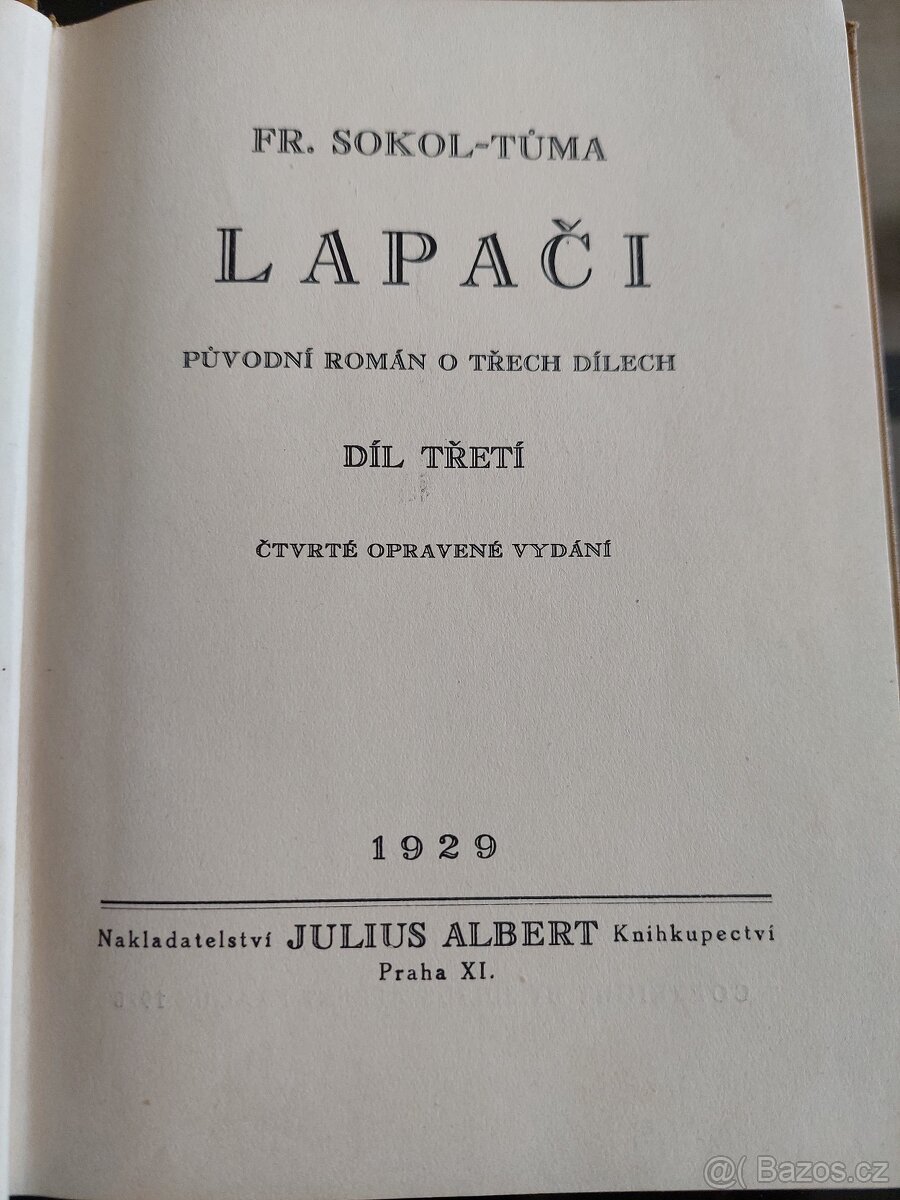 FR. SOKOL-TŮMA
LAPAČI
PŮVODNÍ ROMÁN O TŘECH DÍLECH
DÍL TŘETÍ
ČTVRTÉ OPRAVENÉ VYDÁNÍ
1929
Nakladatelství JULIUS ALBERT Knihkupectví
Praha XI.
@( Bazos.cz